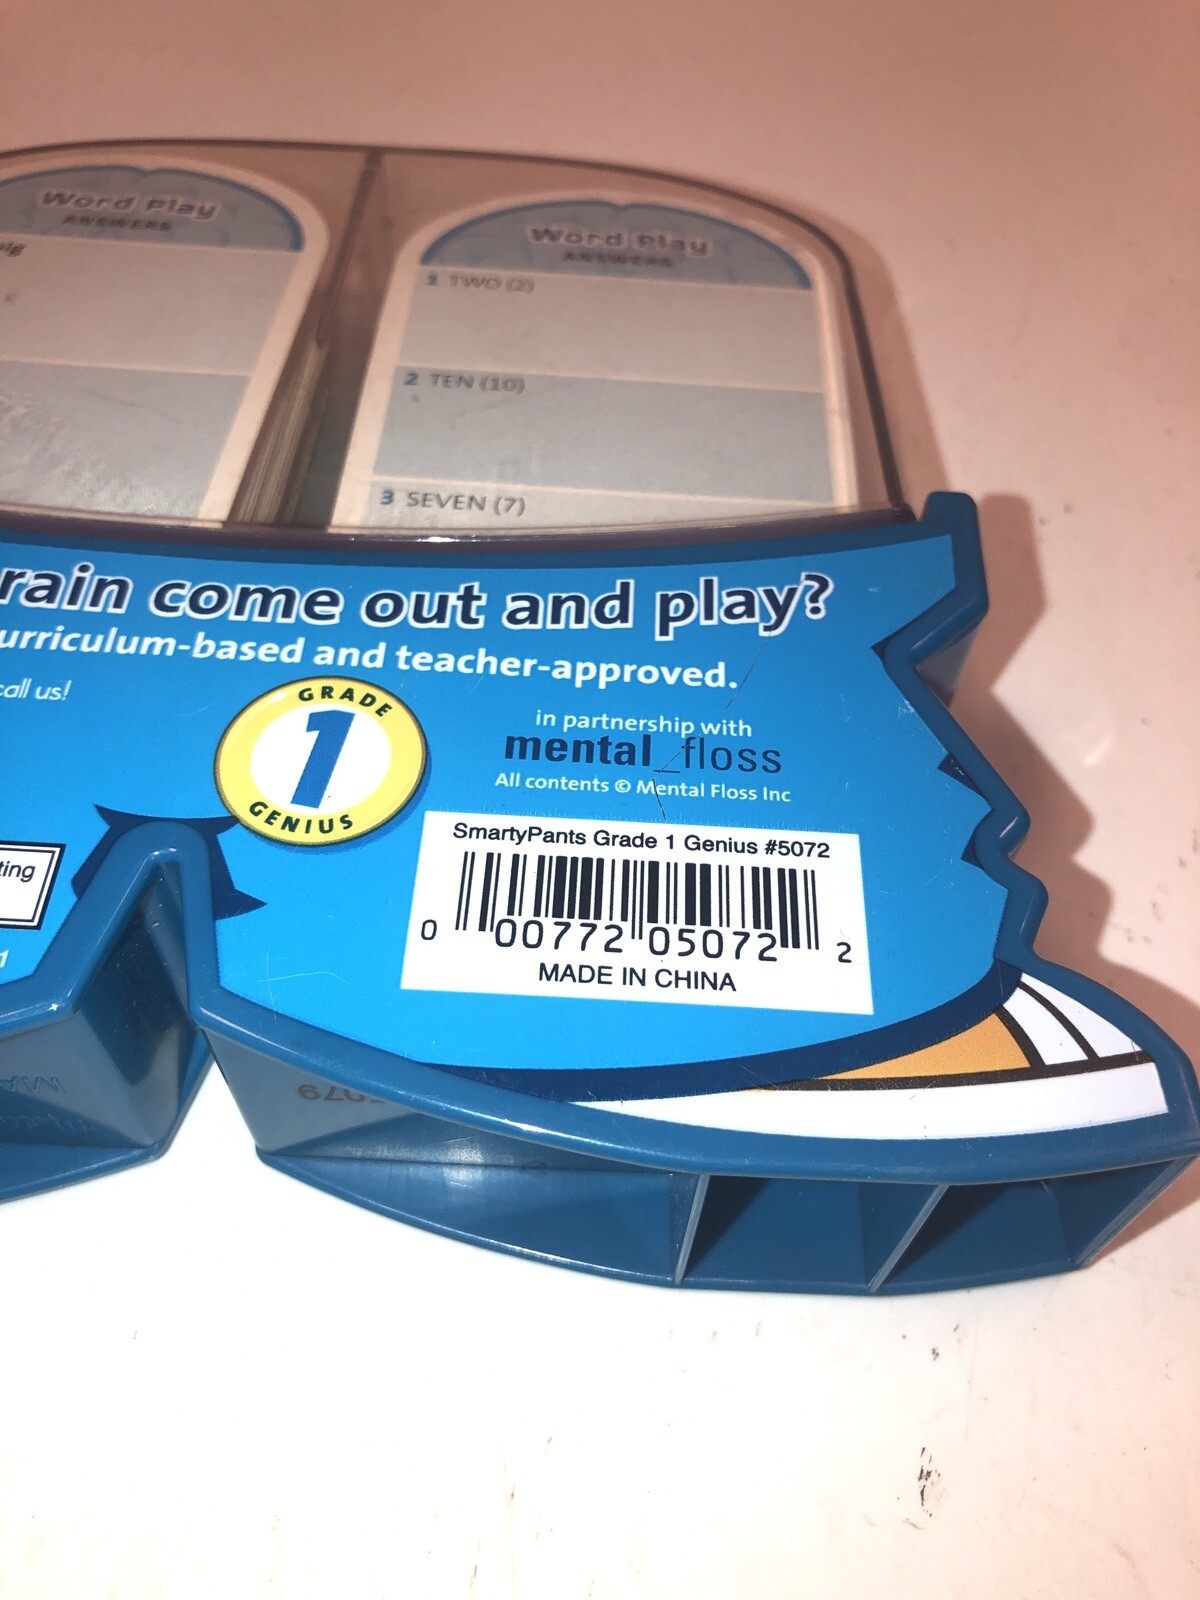 Word Play
ANSWERS
Word Play
ANSWERS
1 TWO (2)
2 TEN (10)
3 SEVEN (7)
rain come out and play?
urriculum-based and teacher-approved.
call us!
GRADE
1
GENIUS
in partnership with
mental_floss
All contents © Mental Floss Inc
ting
1
SmartyPants Grade 1 Genius #5072
0 00772 05072 2
MADE IN CHINA